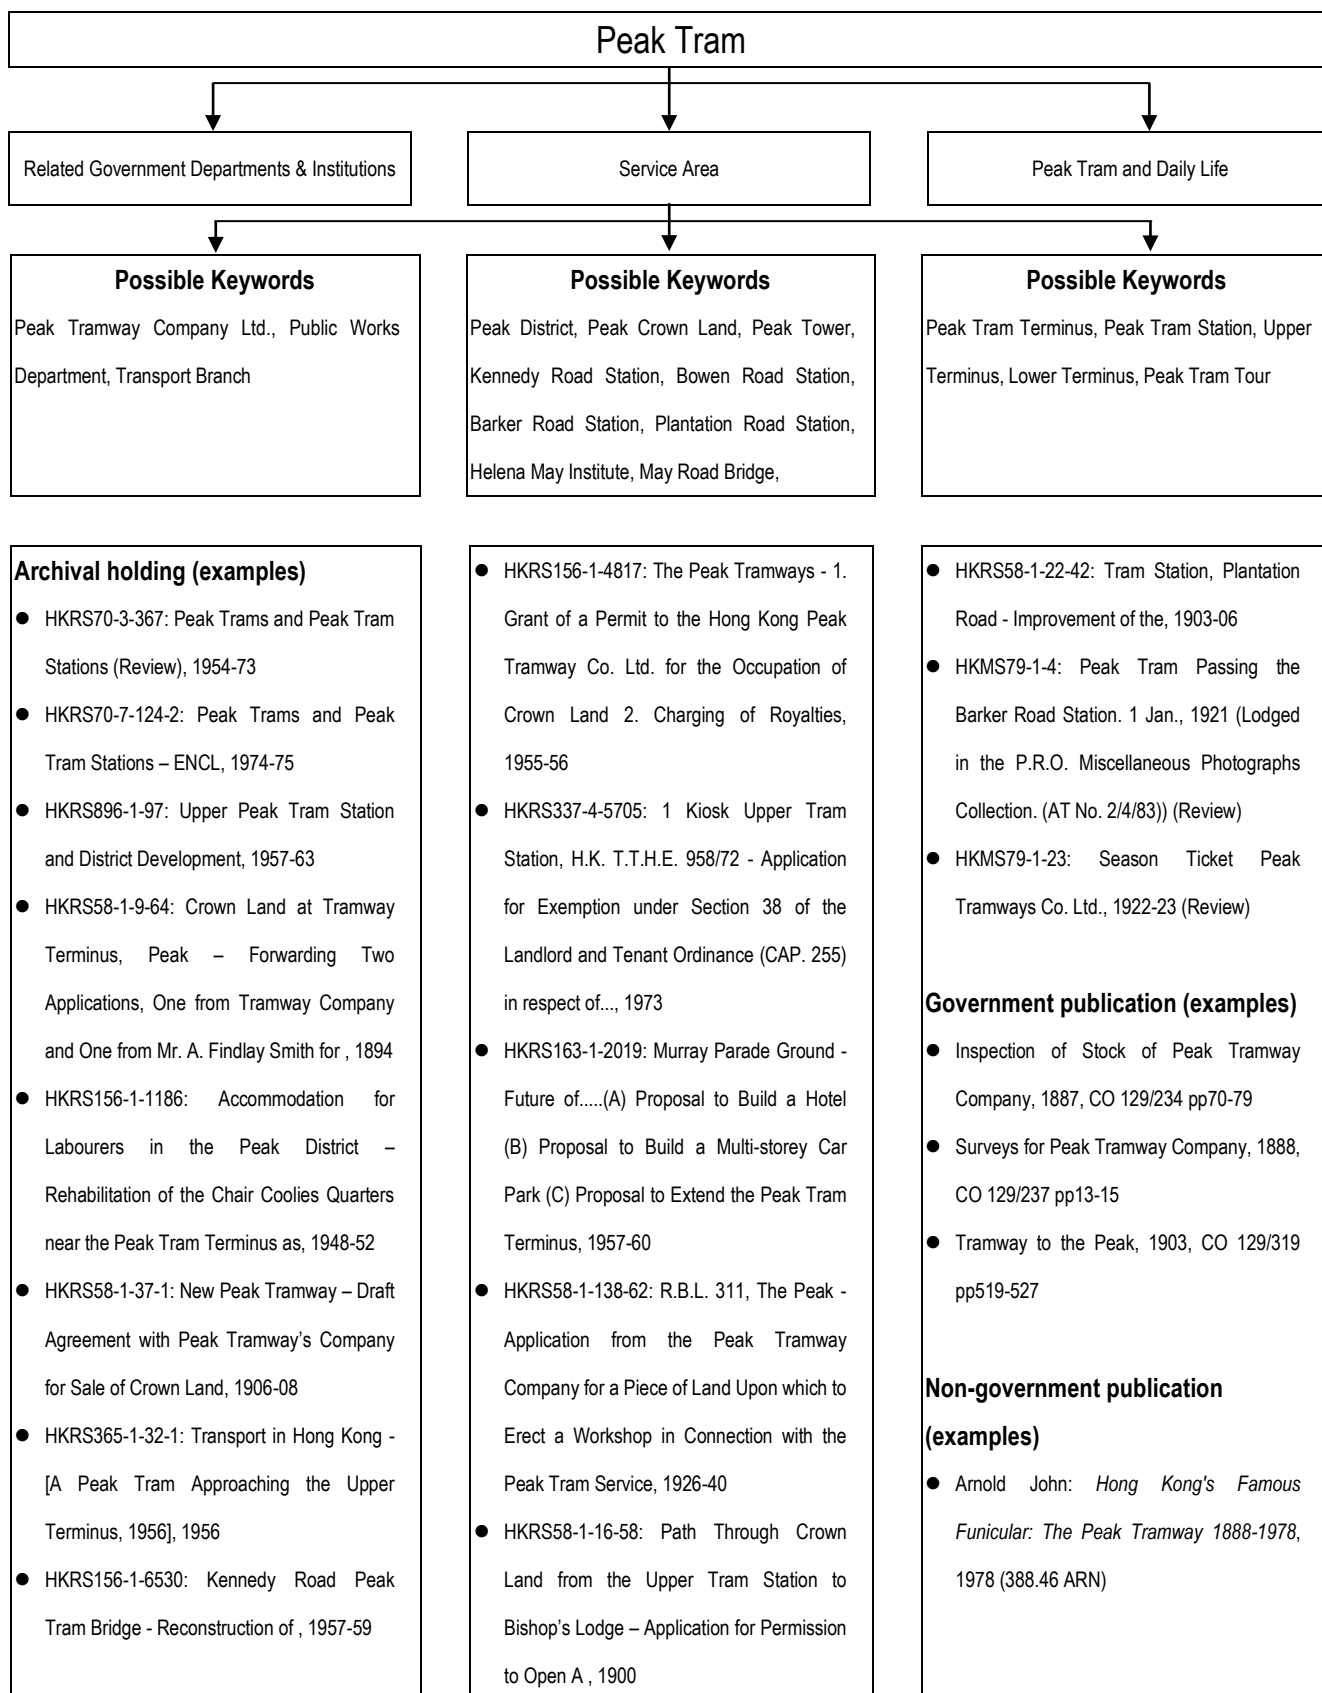 Peak Tram
Related Government Departments & Institutions
Service Area
Peak Tram and Daily Life
Possible Keywords
Peak Tramway Company Ltd., Public Works
Department, Transport Branch
Possible Keywords
Peak District, Peak Crown Land, Peak Tower,
Kennedy Road Station, Bowen Road Station,
Barker Road Station, Plantation Road Station,
Helena May Institute, May Road Bridge,
Possible Keywords
Peak Tram Terminus, Peak Tram Station, Upper
Terminus, Lower Terminus, Peak Tram Tour
Archival holding (examples)
● HKRS70-3-367: Peak Trams and Peak Tram
Stations (Review), 1954-73
● HKRS70-7-124-2: Peak Trams and Peak
Tram Stations – ENCL, 1974-75
● HKRS896-1-97: Upper Peak Tram Station
and District Development, 1957-63
● HKRS58-1-9-64: Crown Land at Tramway
Terminus, Peak – Forwarding Two
Applications, One from Tramway Company
and One from Mr. A. Findlay Smith for , 1894
● HKRS156-1-1186: Accommodation for
Labourers in the Peak District –
Rehabilitation of the Chair Coolies Quarters
near the Peak Tram Terminus as, 1948-52
● HKRS58-1-37-1: New Peak Tramway – Draft
Agreement with Peak Tramway’s Company
for Sale of Crown Land, 1906-08
● HKRS365-1-32-1: Transport in Hong Kong -
[A Peak Tram Approaching the Upper
Terminus, 1956], 1956
● HKRS156-1-6530: Kennedy Road Peak
Tram Bridge - Reconstruction of , 1957-59
● HKRS156-1-4817: The Peak Tramways - 1.
Grant of a Permit to the Hong Kong Peak
Tramway Co. Ltd. for the Occupation of
Crown Land 2. Charging of Royalties,
1955-56
● HKRS337-4-5705: 1 Kiosk Upper Tram
Station, H.K. T.T.H.E. 958/72 - Application
for Exemption under Section 38 of the
Landlord and Tenant Ordinance (CAP. 255)
in respect of..., 1973
● HKRS163-1-2019: Murray Parade Ground -
Future of.....(A) Proposal to Build a Hotel
(B) Proposal to Build a Multi-storey Car
Park (C) Proposal to Extend the Peak Tram
Terminus, 1957-60
● HKRS58-1-138-62: R.B.L. 311, The Peak -
Application from the Peak Tramway
Company for a Piece of Land Upon which to
Erect a Workshop in Connection with the
Peak Tram Service, 1926-40
● HKRS58-1-16-58: Path Through Crown
Land from the Upper Tram Station to
Bishop’s Lodge – Application for Permission
to Open A , 1900
● HKRS58-1-22-42: Tram Station, Plantation
Road - Improvement of the, 1903-06
● HKMS79-1-4: Peak Tram Passing the
Barker Road Station. 1 Jan., 1921 (Lodged
in the P.R.O. Miscellaneous Photographs
Collection. (AT No. 2/4/83)) (Review)
● HKMS79-1-23: Season Ticket Peak
Tramways Co. Ltd., 1922-23 (Review)
Government publication (examples)
● Inspection of Stock of Peak Tramway
Company, 1887, CO 129/234 pp70-79
● Surveys for Peak Tramway Company, 1888,
CO 129/237 pp13-15
● Tramway to the Peak, 1903, CO 129/319
pp519-527
Non-government publication
(examples)
● Arnold John: Hong Kong's Famous
Funicular: The Peak Tramway 1888-1978,
1978 (388.46 ARN)